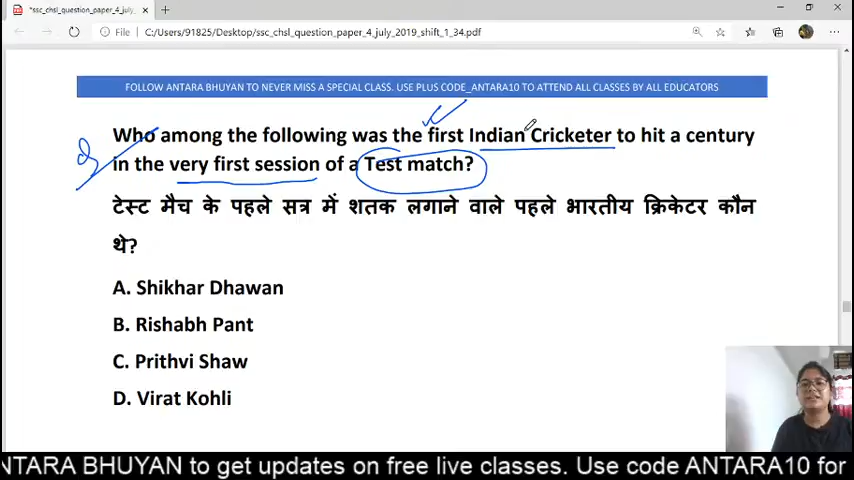 *ssc_chsl_question_paper_4_july_2019_shift_1_34.pdf
File C:/Users/91825/Desktop/ssc_chsl_question_paper_4_july_2019_shift_1_34.pdf
FOLLOW ANTARA BHUYAN TO NEVER MISS A SPECIAL CLASS. USE PLUS CODE_ANTARA10 TO ATTEND ALL CLASSES BY ALL EDUCATORS
Who among the following was the first Indian Cricketer to hit a century
in the very first session of a Test match?
टेस्ट मैच के पहले सत्र में शतक लगाने वाले पहले भारतीय क्रिकेटर कौन
थे?
A. Shikhar Dhawan
B. Rishabh Pant
C. Prithvi Shaw
D. Virat Kohli
NTARA BHUYAN to get updates on free live classes. Use code ANTARA10 for